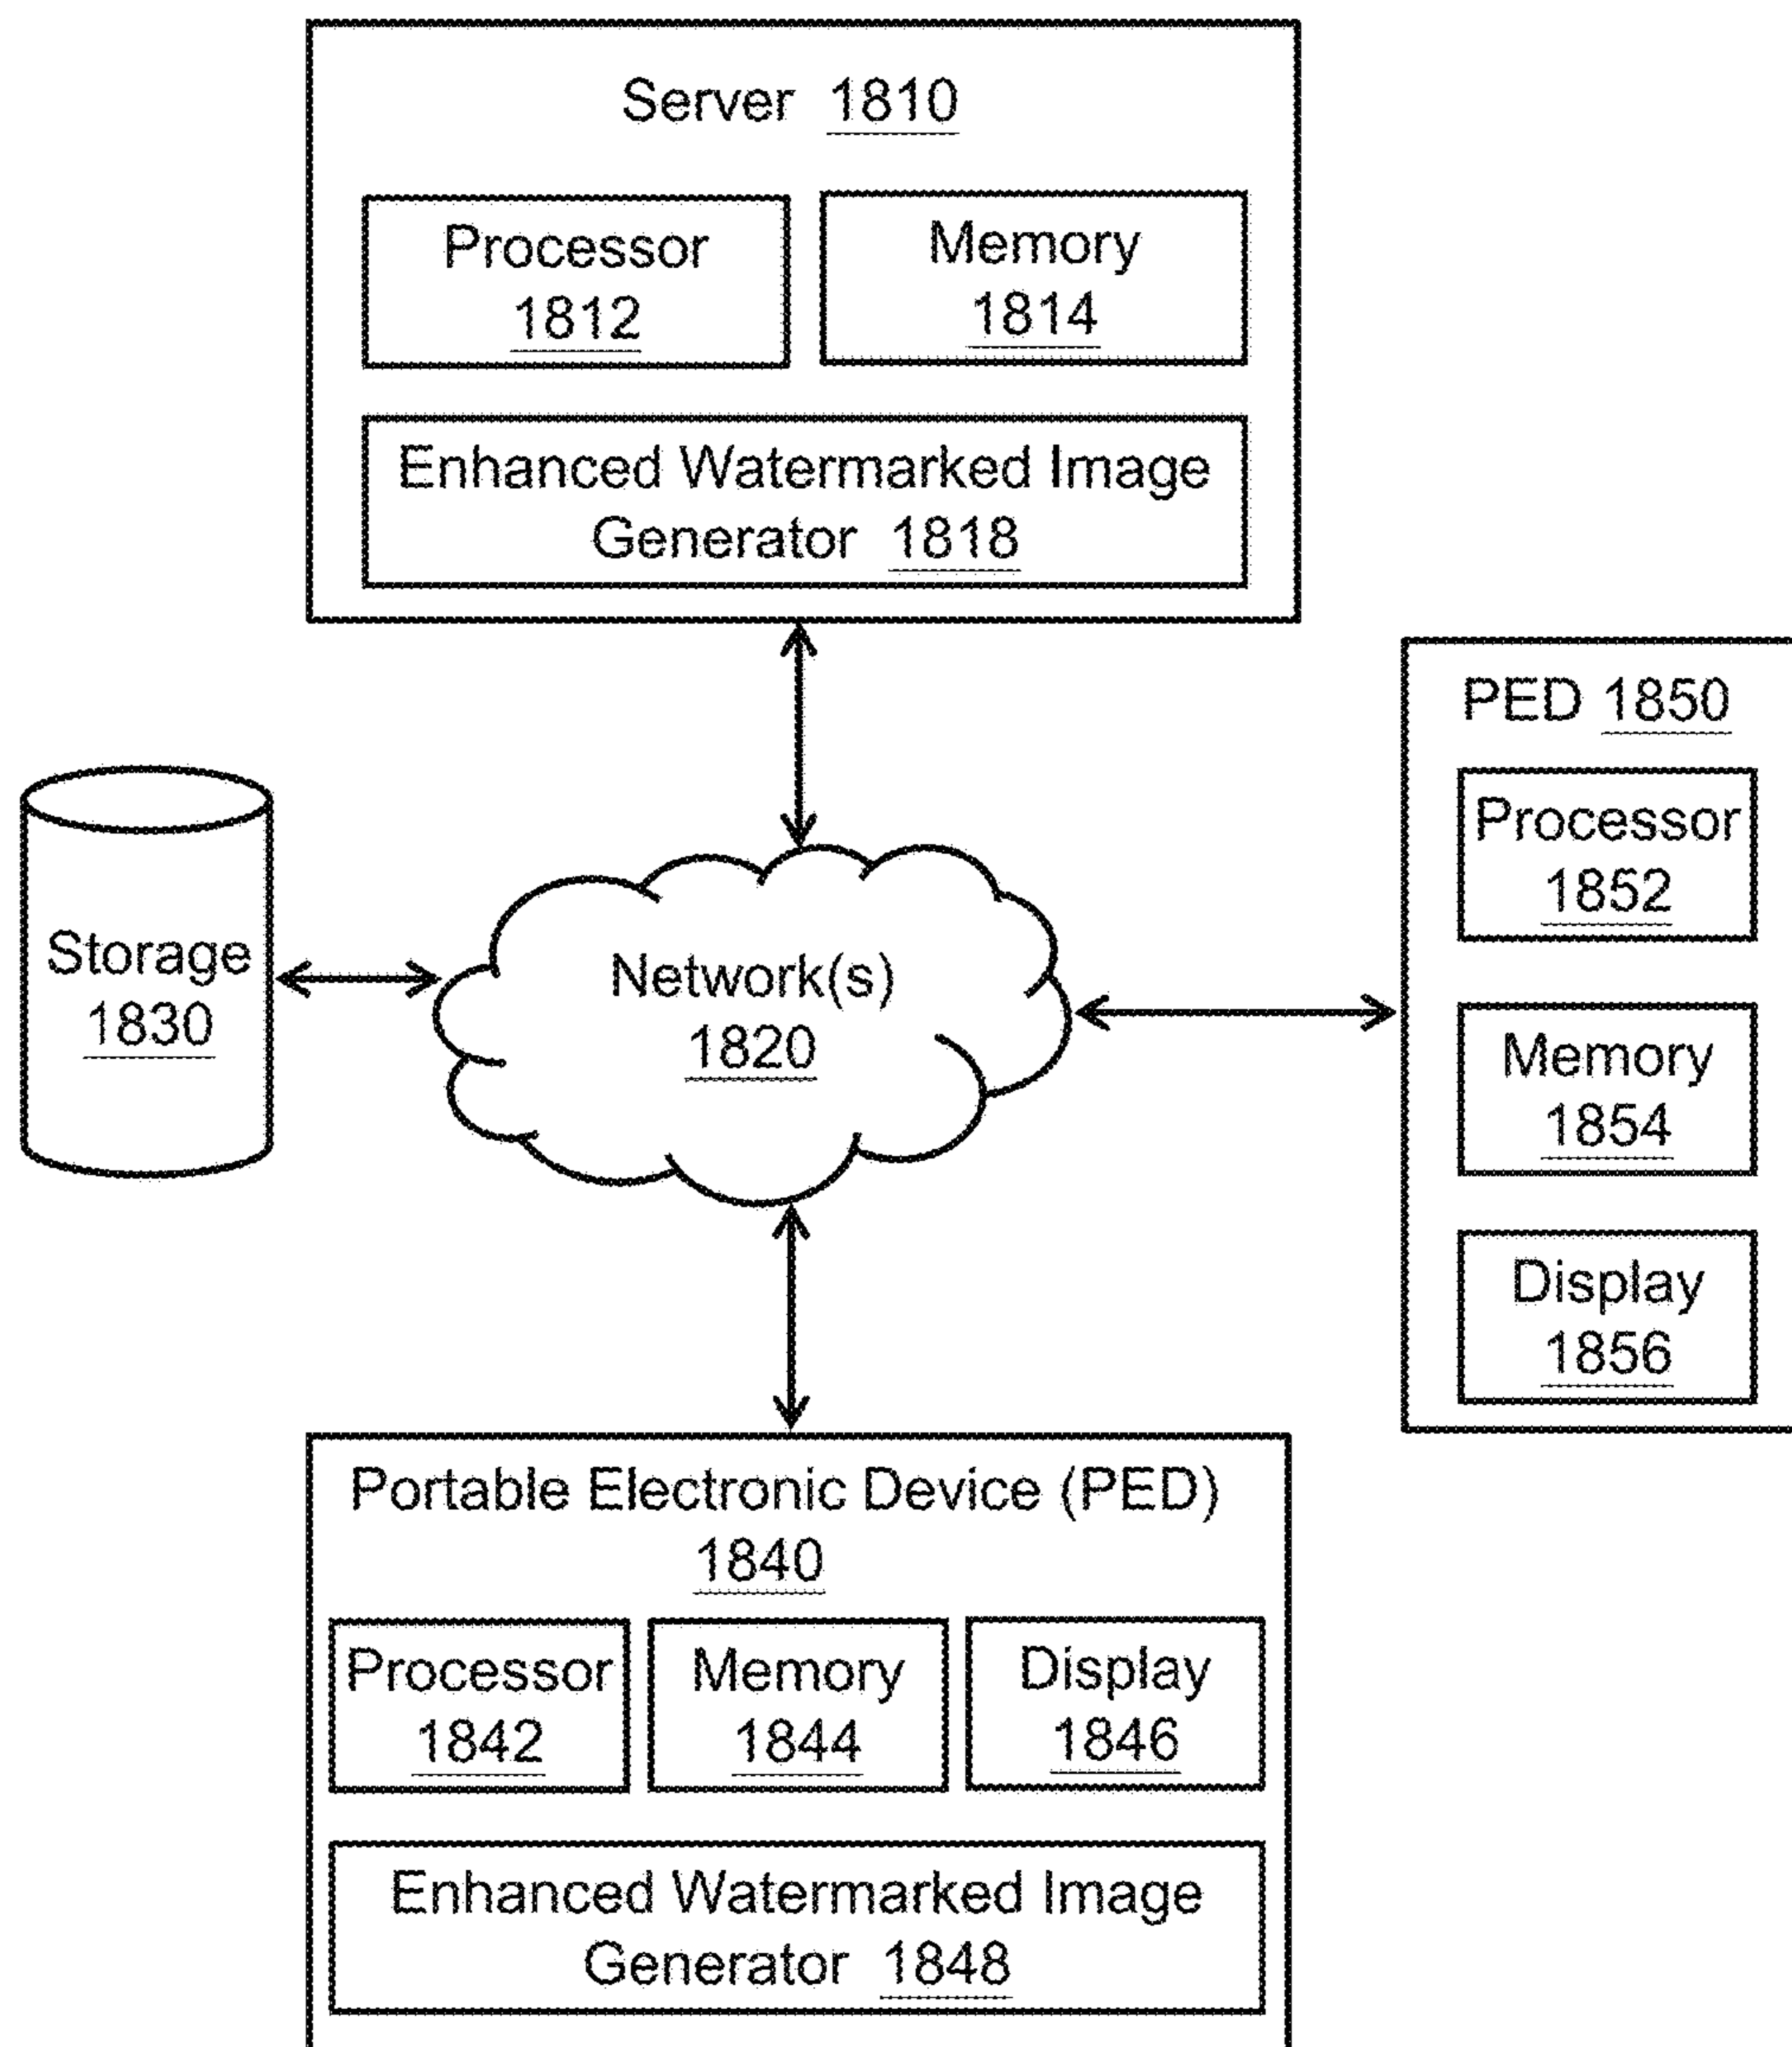 Server 1810
Processor
1812
Memory
1814
Enhanced Watermarked Image
Generator 1818
Storage
1830
Network(s)
1820
PED 1850
Processor
1852
Memory
1854
Display
1856
Portable Electronic Device (PED)
1840
Processor
1842
Memory
1844
Display
1846
Enhanced Watermarked Image
Generator 1848